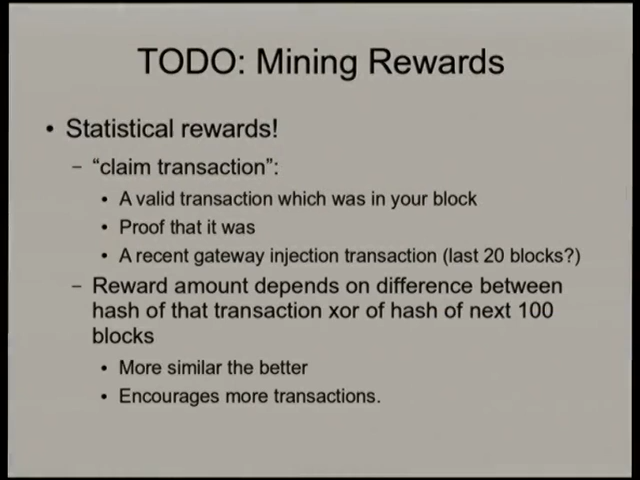 TODO: Mining Rewards
• Statistical rewards!
– “claim transaction”:
• A valid transaction which was in your block
• Proof that it was
• A recent gateway injection transaction (last 20 blocks?)
– Reward amount depends on difference between
hash of that transaction xor of hash of next 100
blocks
• More similar the better
• Encourages more transactions.